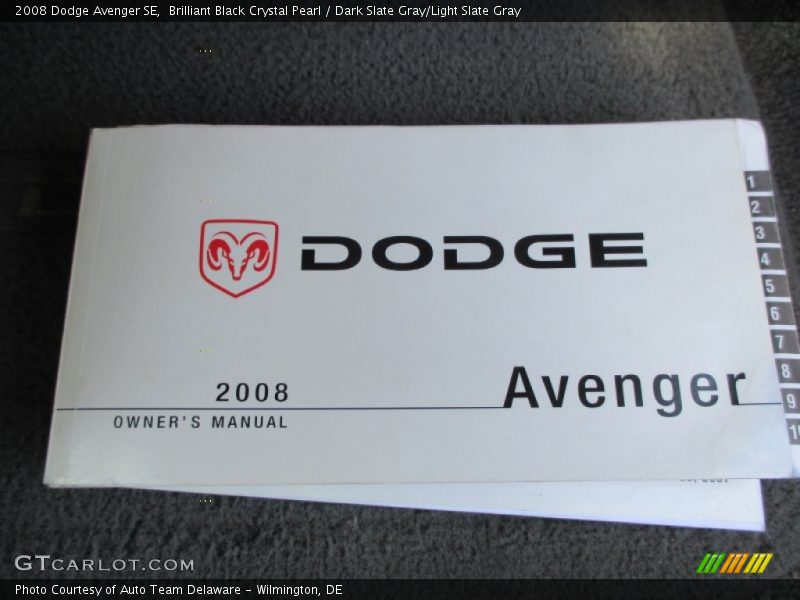 2008 Dodge Avenger SE,  Brilliant Black Crystal Pearl / Dark Slate Gray/Light Slate Gray
DODGE
1
2
3
4
5
6
7
8
9
10
2008
Avenger
OWNER'S MANUAL
GTCARLOT.COM
Photo Courtesy of Auto Team Delaware - Wilmington, DE